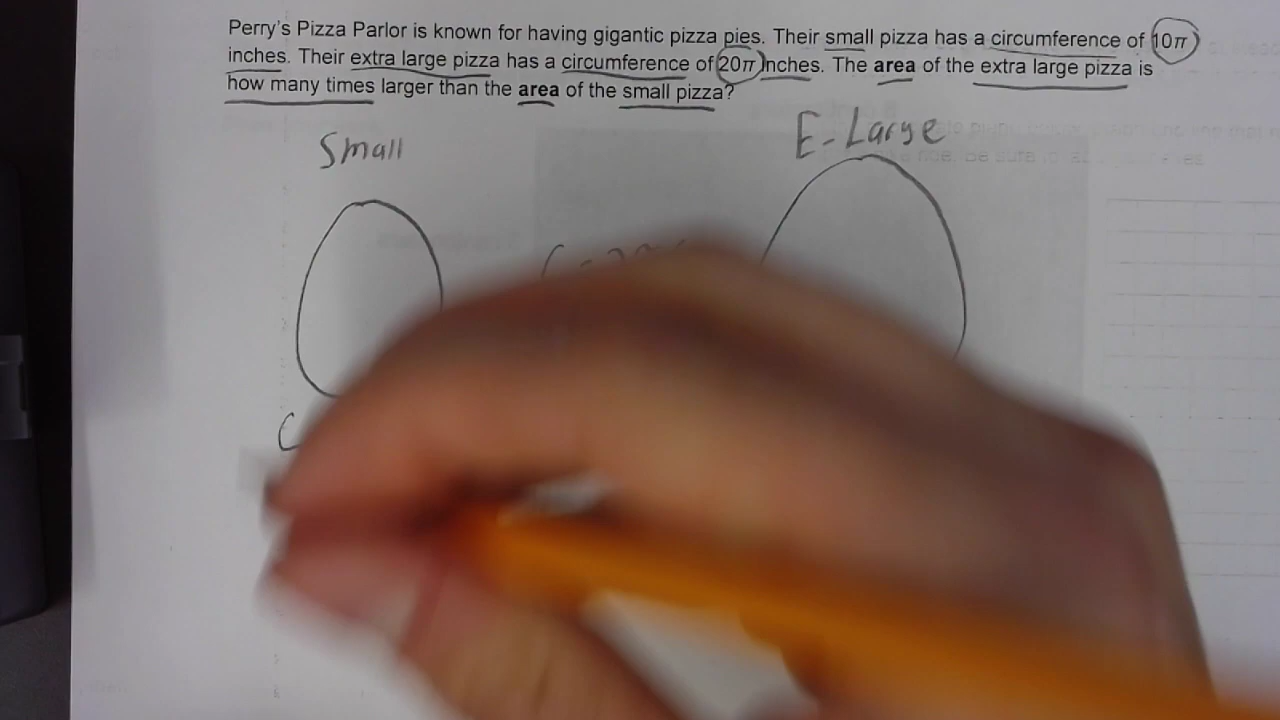 Perry's Pizza Parlor is known for having gigantic pizza pies. Their small pizza has a circumference of 10π
inches. Their extra large pizza has a circumference of 20π inches. The area of the extra large pizza is
how many times larger than the area of the small pizza?
Small
E-Large
C